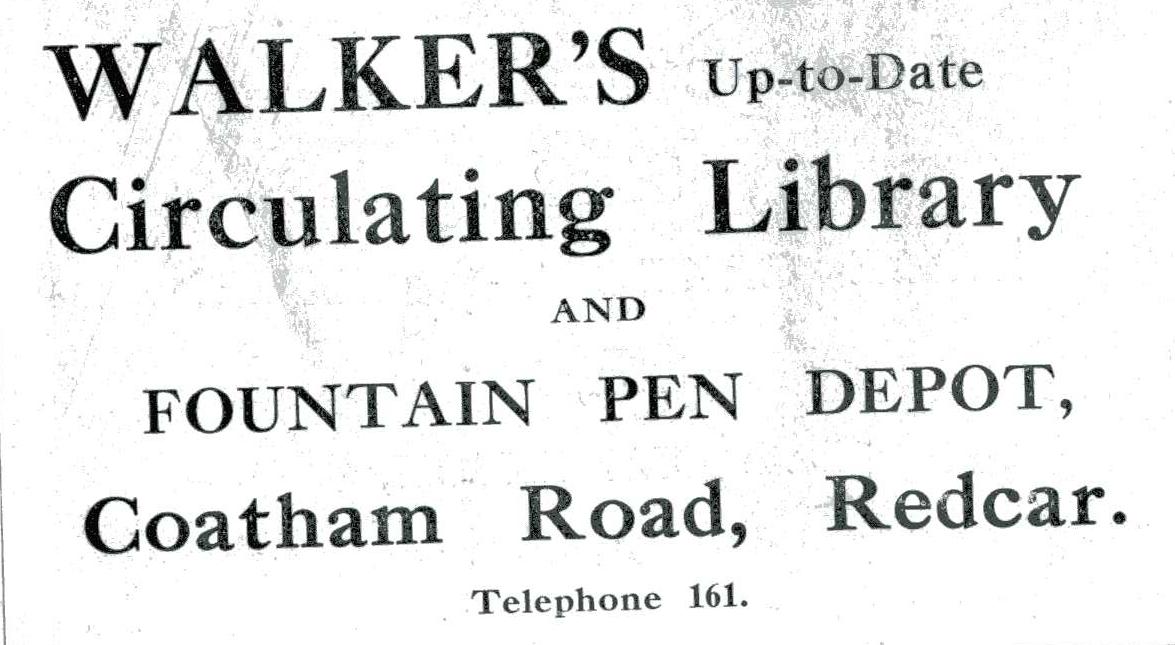 WALKER'S Up-to-Date
Circulating Library
AND
FOUNTAIN PEN DEPOT,
Coatham Road, Redcar.
Telephone 161.